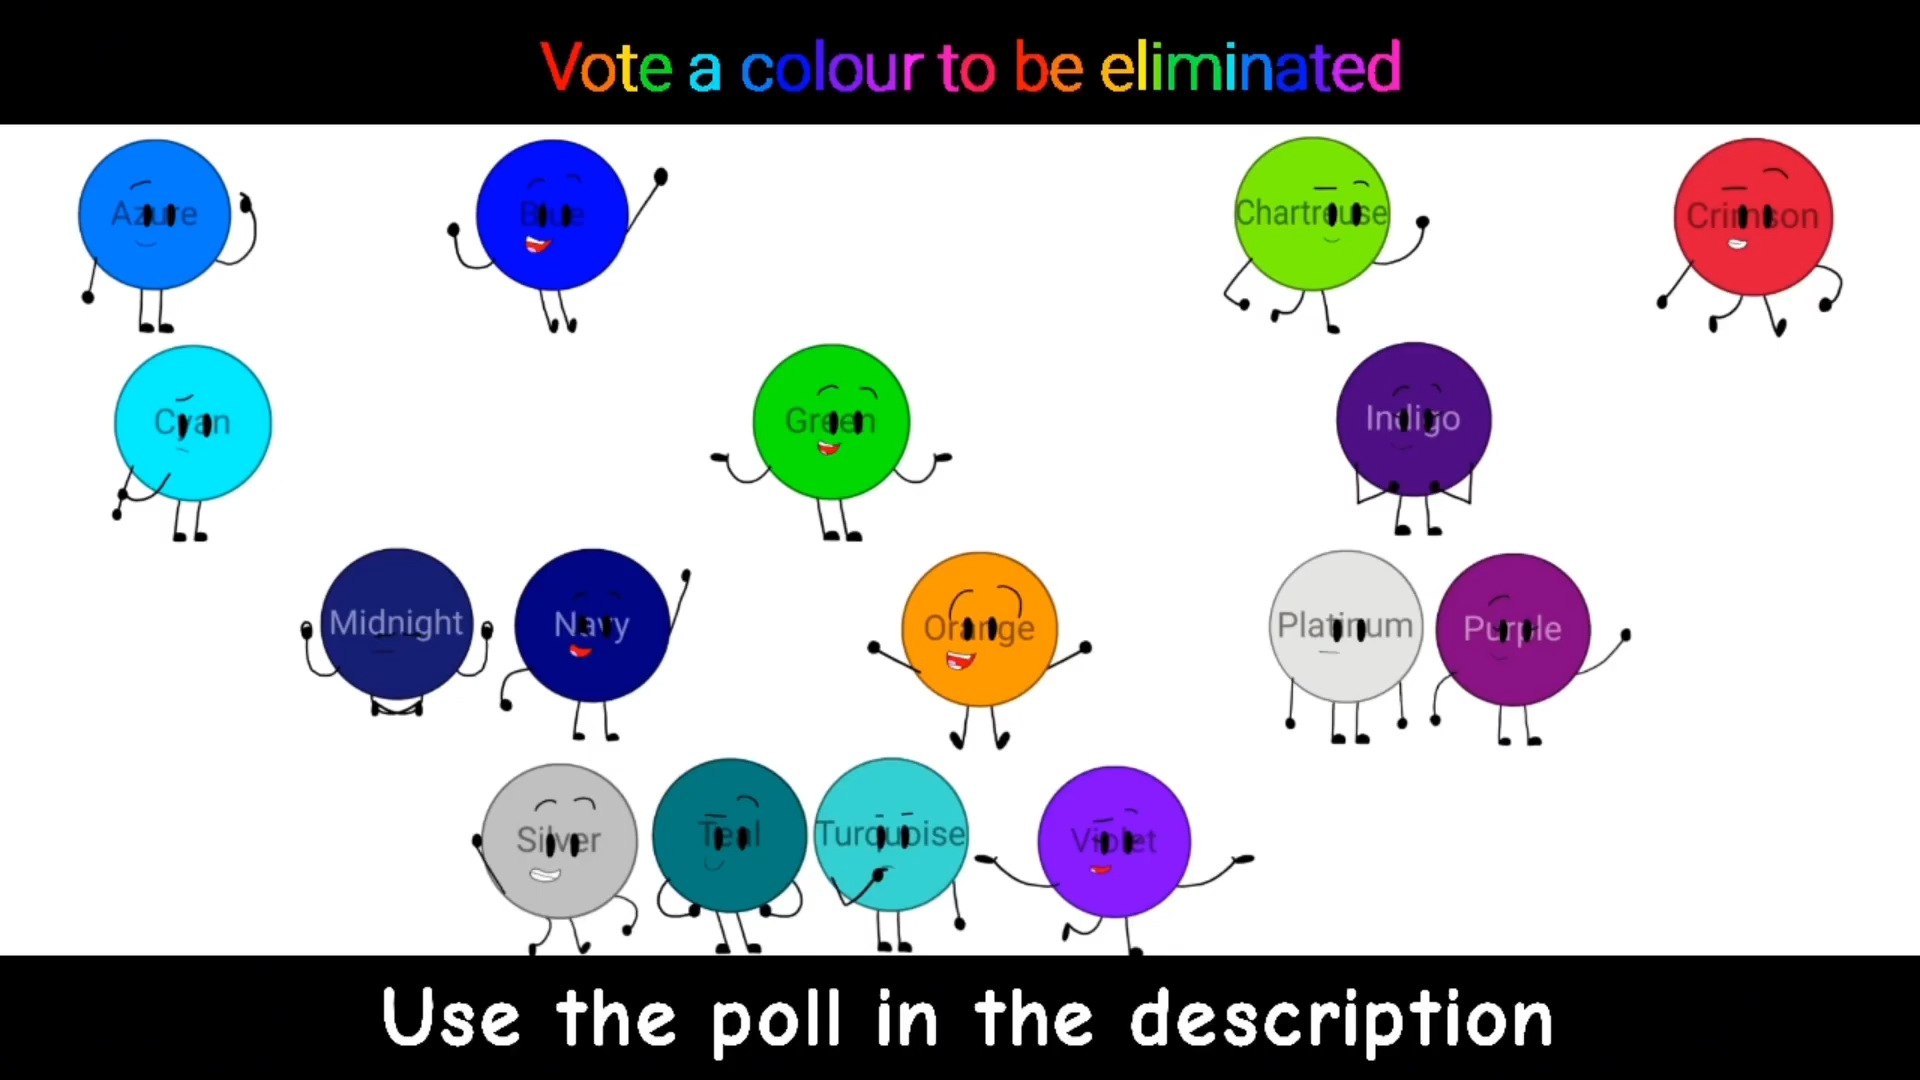 Vote a colour to be eliminated
Azure
Blue
Chartreuse
Crimson
Cyan
Green
Indigo
Midnight
Navy
Orange
Platinum
Purple
Silver
Teal
Turquoise
Violet
Use the poll in the description